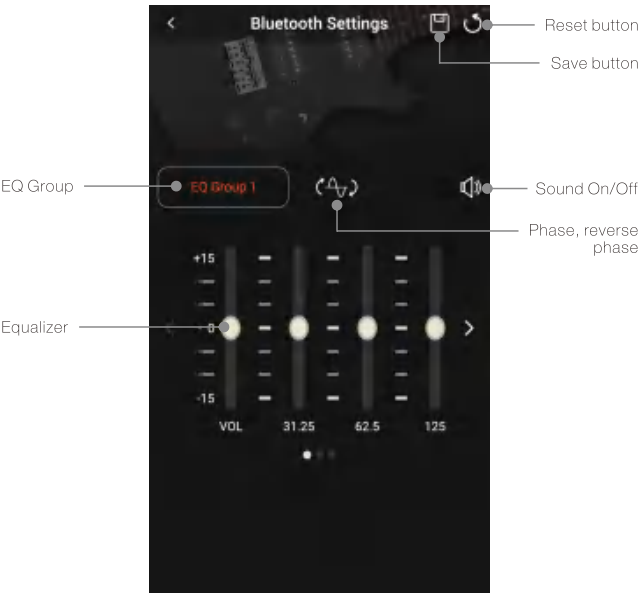 Bluetooth Settings
Reset button
Save button
EQ Group
EQ Group 1
Sound On/Off
Phase, reverse
phase
+15
Equalizer
0
-15
VOL
31.25
62.5
125